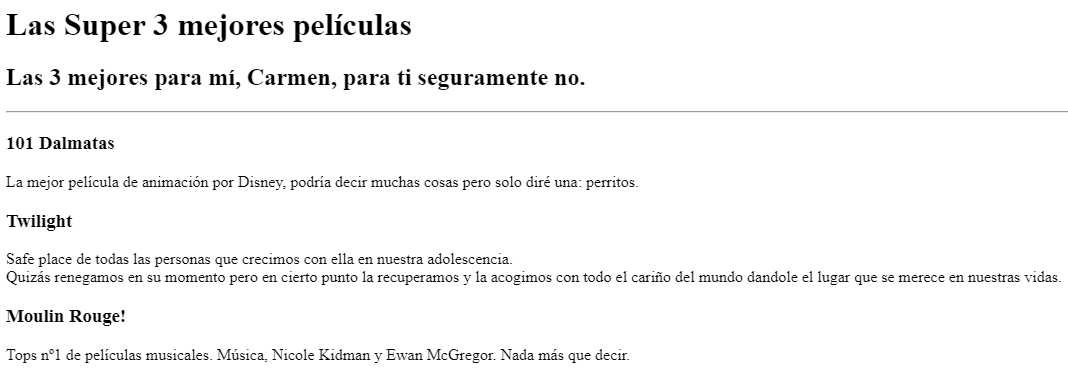 Las Super 3 mejores películas
Las 3 mejores para mí, Carmen, para ti seguramente no.
101 Dalmatas
La mejor película de animación por Disney, podría decir muchas cosas pero solo diré una: perritos.
Twilight
Safe place de todas las personas que crecimos con ella en nuestra adolescencia.
Quizás renegamos en su momento pero en cierto punto la recuperamos y la acogimos con todo el cariño del mundo dandole el lugar que se merece en nuestras vidas.
Moulin Rouge!
Tops nº1 de películas musicales. Música, Nicole Kidman y Ewan McGregor. Nada más que decir.